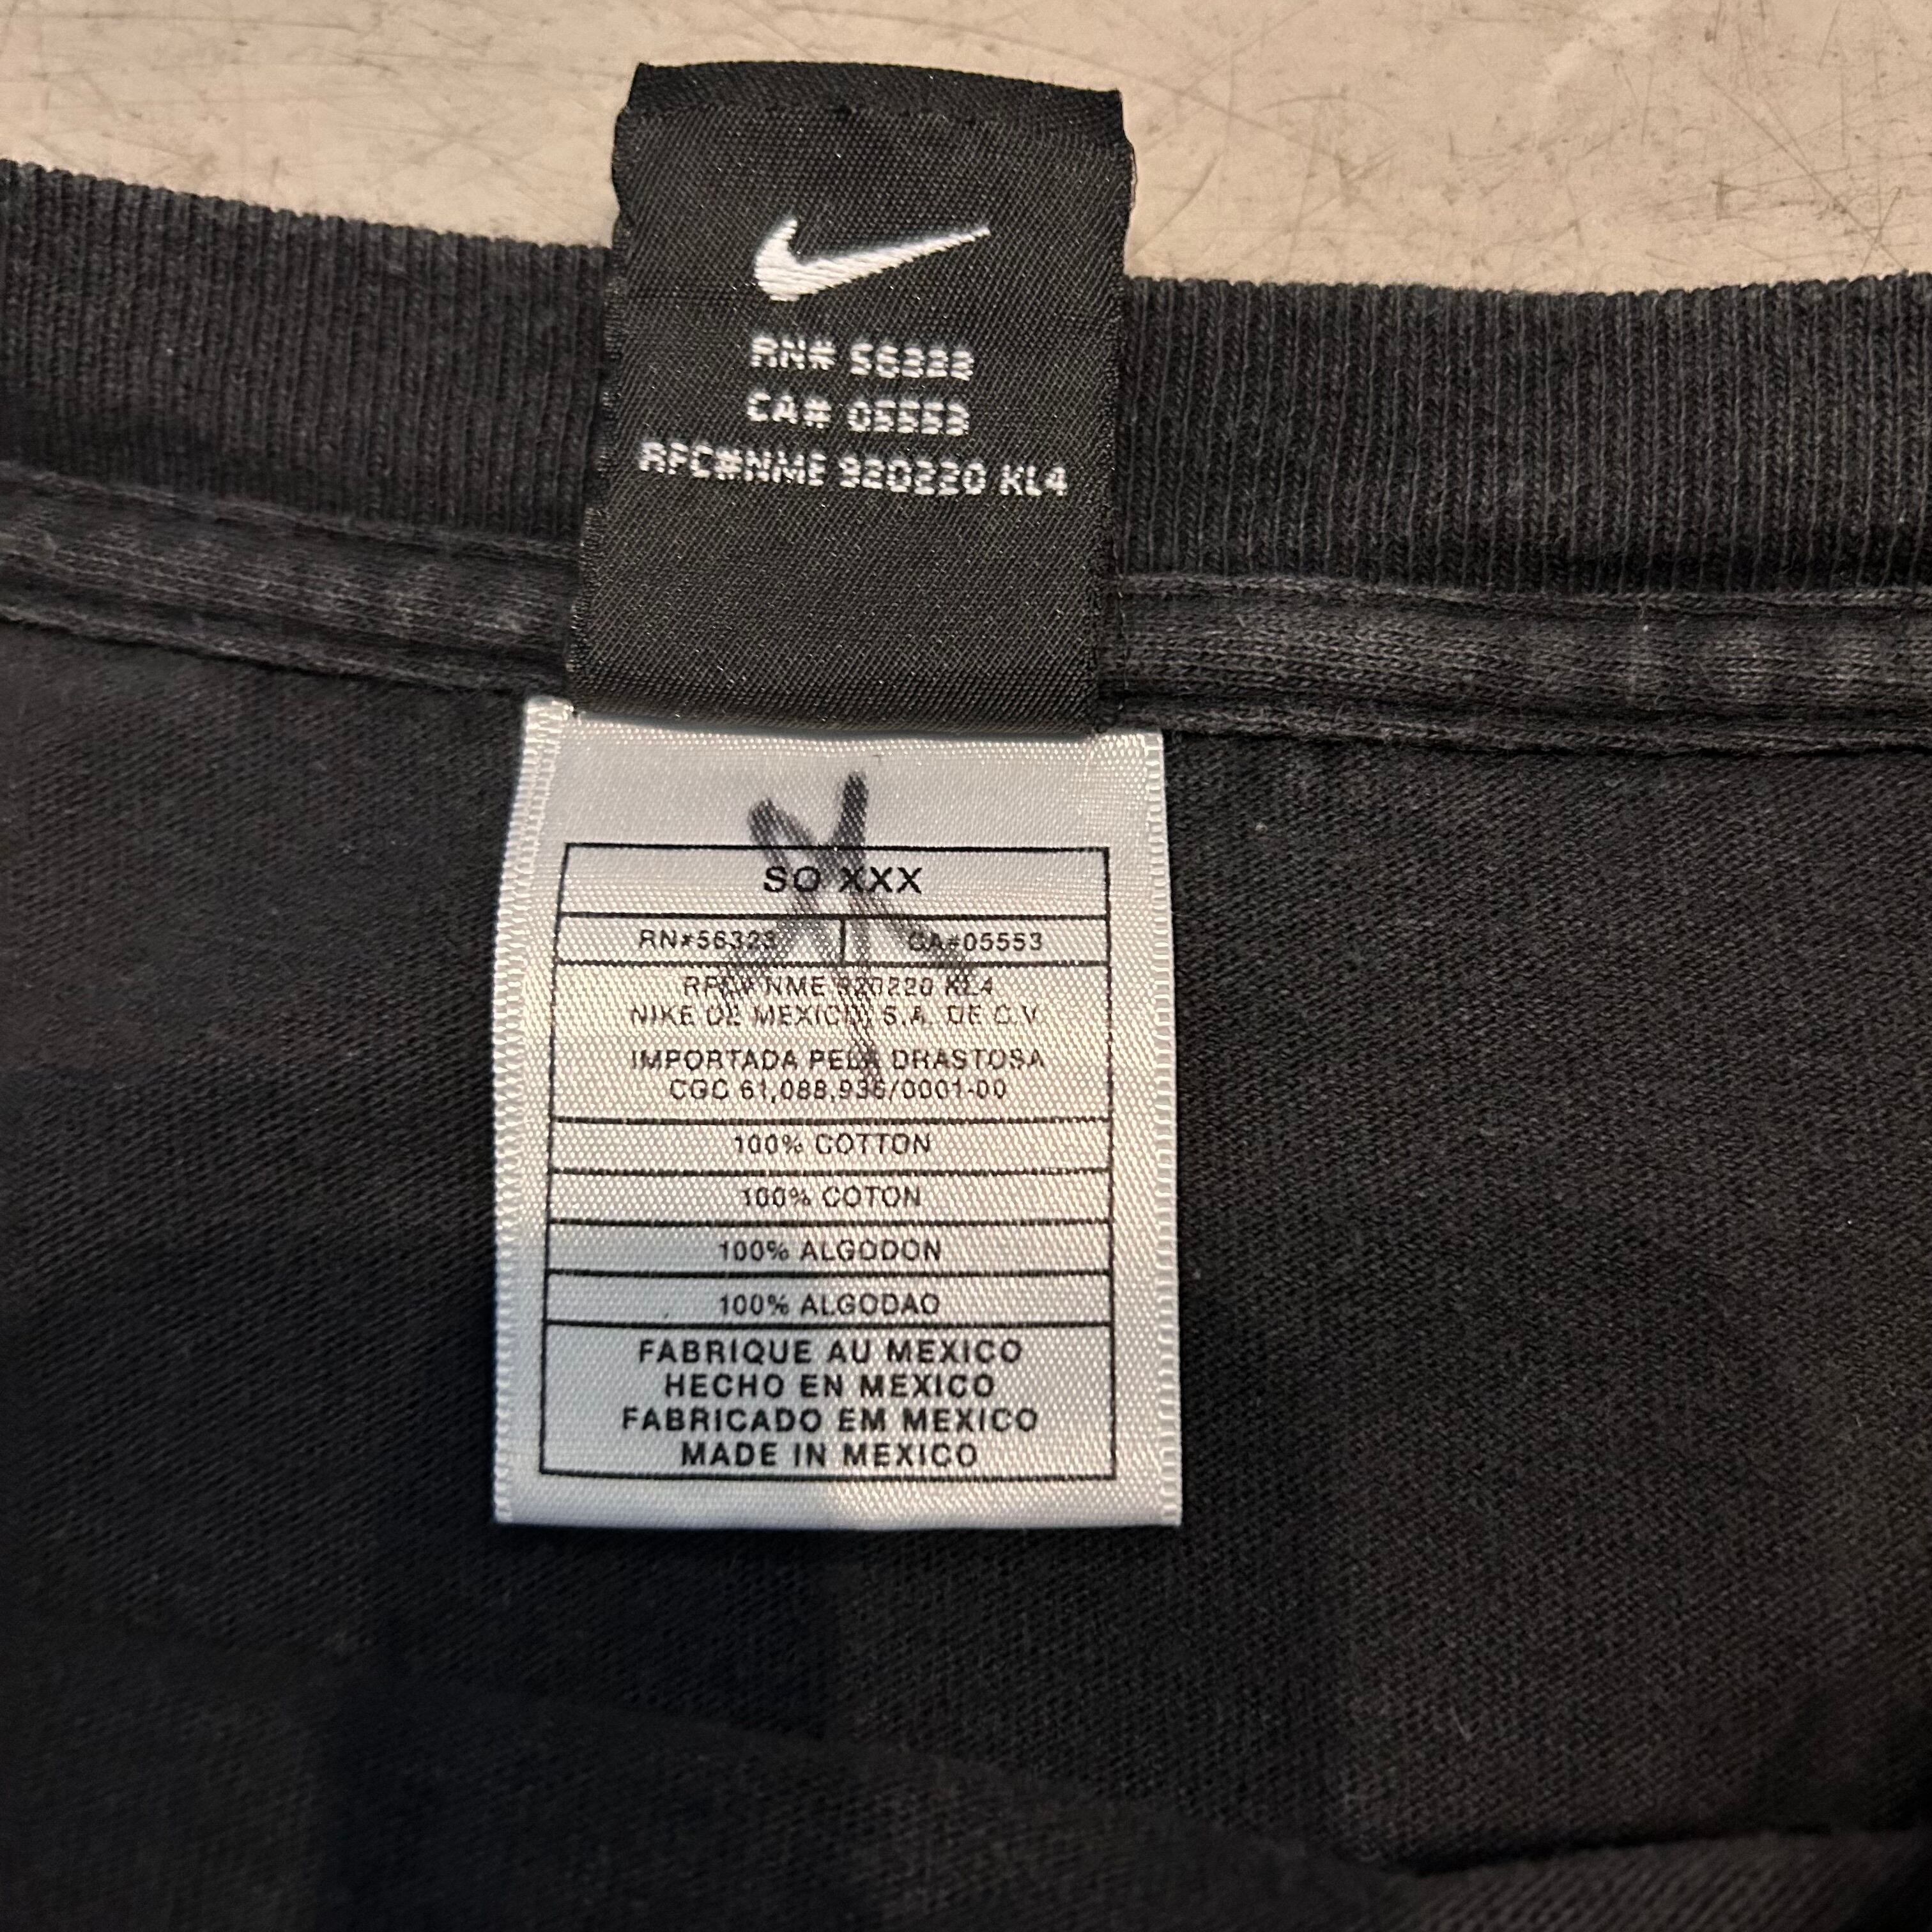 RN# 56323
CA# 05553
RPC#NME 920220 KL4
SO XXX
RN#56323 CA#05553
RPC# NME 920220 KL4
NIKE DE MEXICO, S.A. DE C.V
IMPORTADA PELA DRASTOSA
CGC 61,088,936/0001-00
100% COTTON
100% COTON
100% ALGODON
100% ALGODAO
FABRIQUE AU MEXICO
HECHO EN MEXICO
FABRICADO EM MEXICO
MADE IN MEXICO